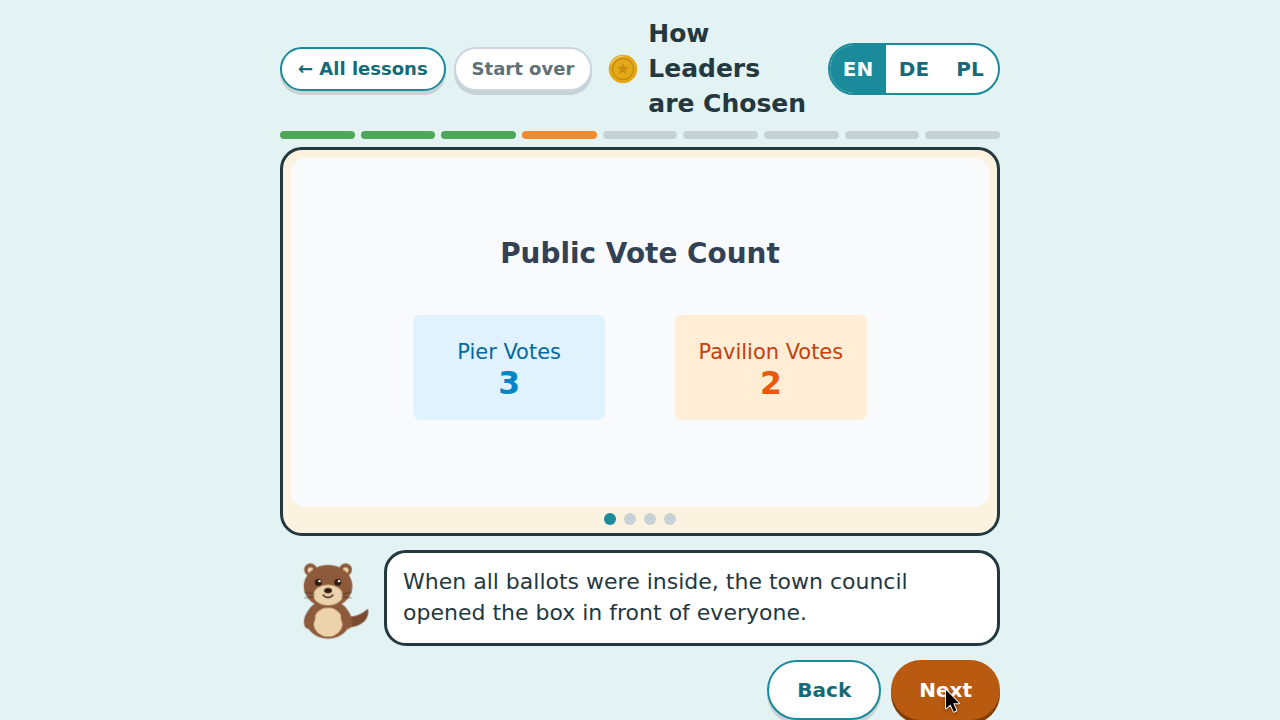 ← All lessons
Start over
How
Leaders
are Chosen
EN
DE
PL
Public Vote Count
Pier Votes
3
Pavilion Votes
2
When all ballots were inside, the town council
opened the box in front of everyone.
Back
Next